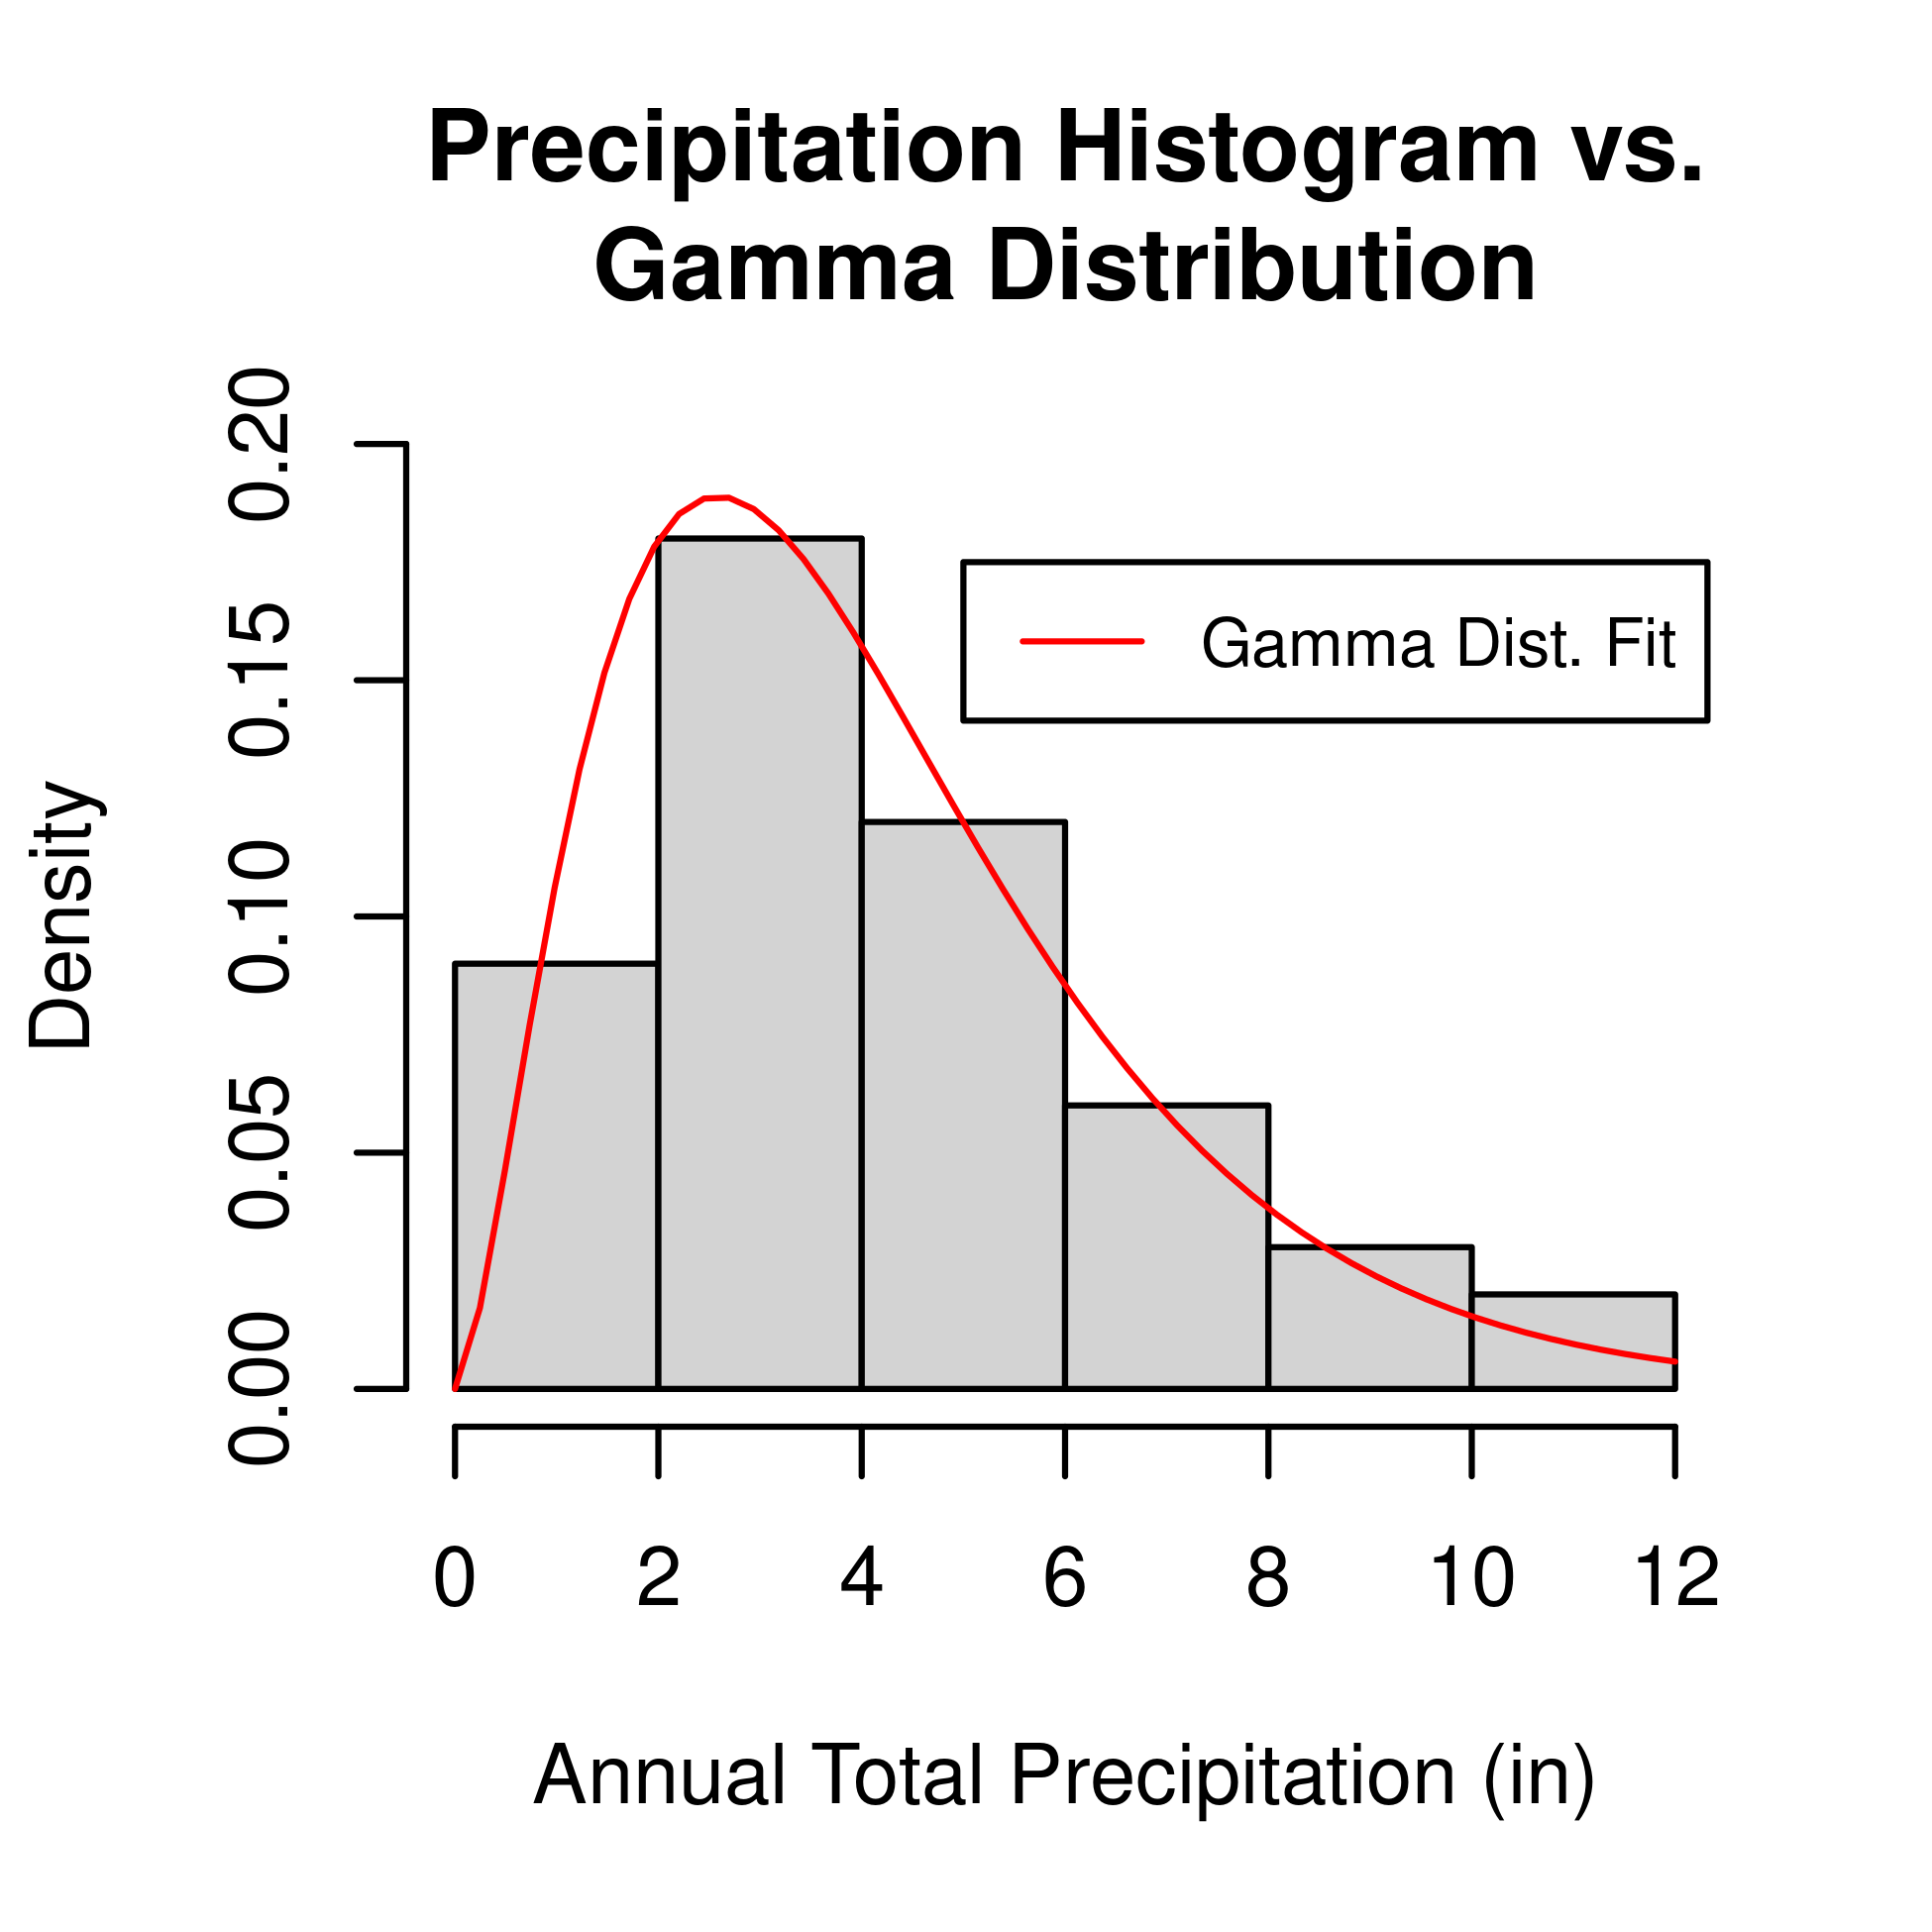 Precipitation Histogram vs.
Gamma Distribution
0.20
0.15
0.10
0.05
0.00
Density
Gamma Dist. Fit
0 2 4 6 8 10 12
Annual Total Precipitation (in)